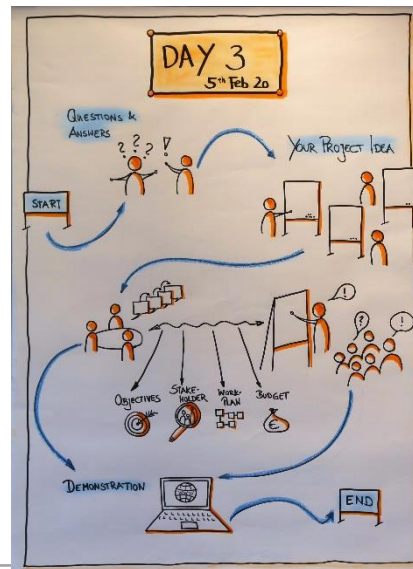 DAY 3
5th Feb 20
QUESTIONS &
ANSWERS
? ? ? !
YOUR PROJECT IDEA
START
!
? !
OBJECTIVES
STAKE-
HOLDER
WORK-
PLAN
BUDGET
€
DEMONSTRATION
END